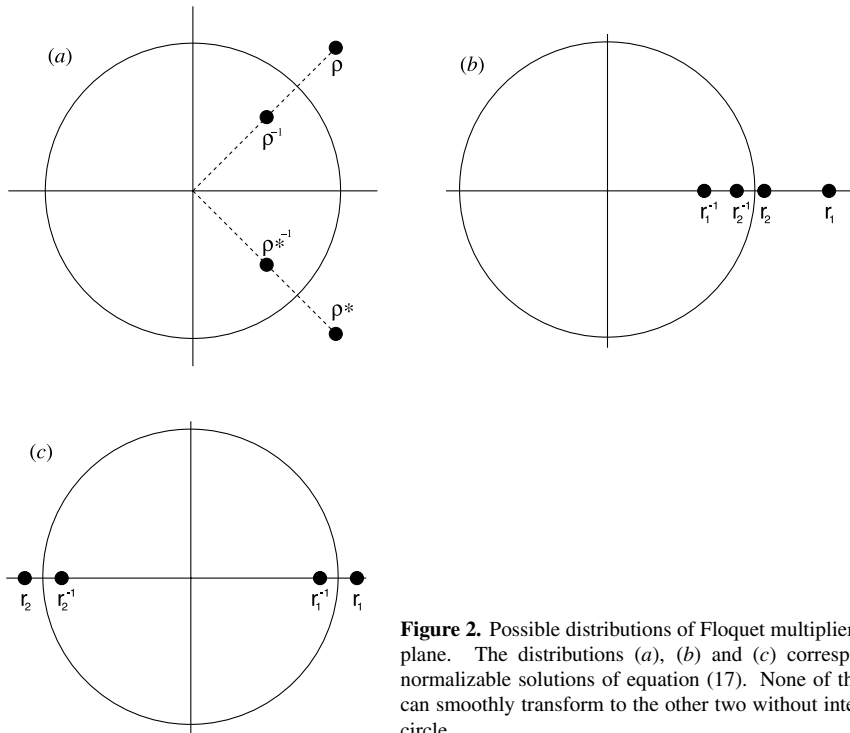 (a)
ρ
ρ⁻¹
ρ*⁻¹
ρ*
(b)
r₁⁻¹ r₂⁻¹ r₂ r₁
(c)
r₂ r₂⁻¹ r₁⁻¹ r₁
Figure 2. Possible distributions of Floquet multiplier
plane. The distributions (a), (b) and (c) corresp
normalizable solutions of equation (17). None of th
can smoothly transform to the other two without inte
circle